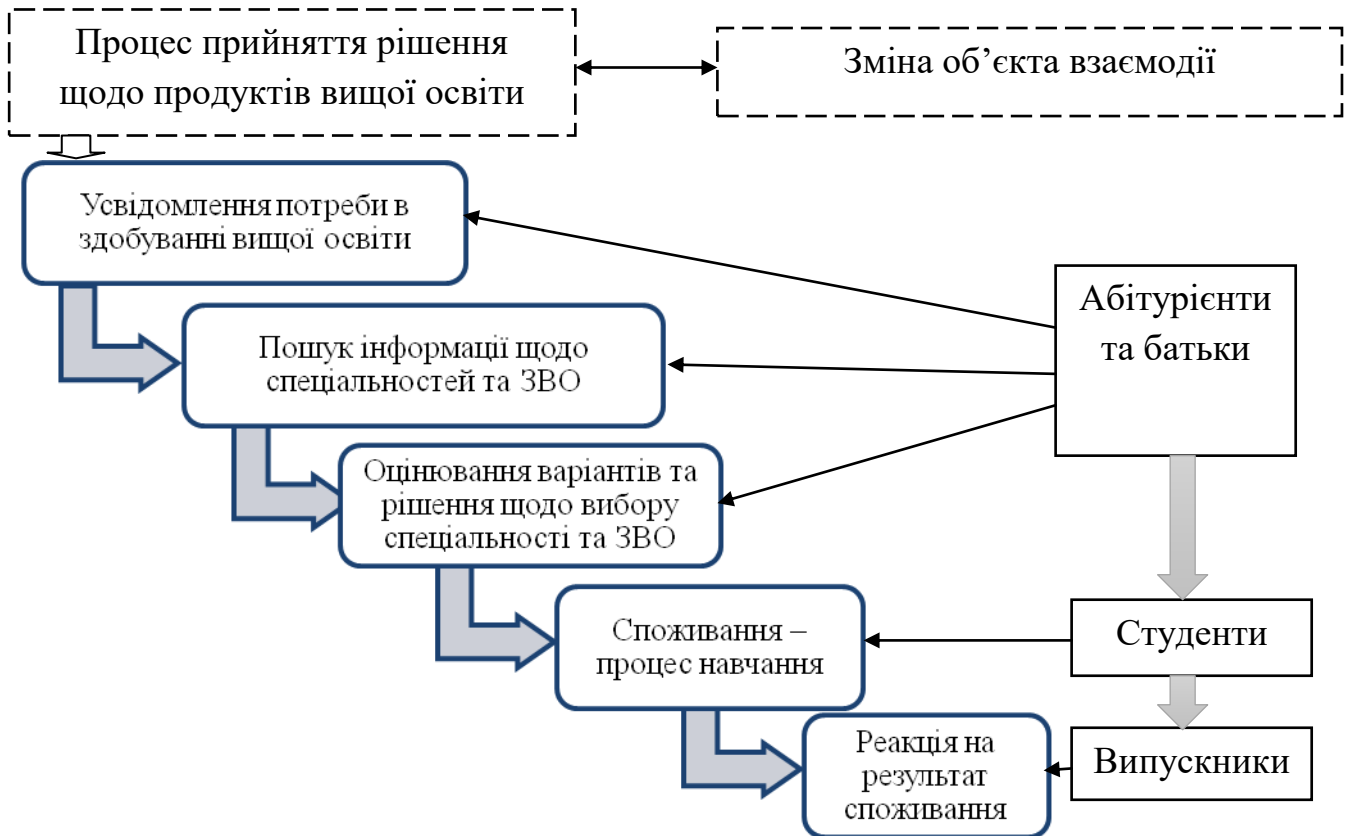 Процес прийняття рішення
щодо продуктів вищої освіти
Зміна об’єкта взаємодії
Усвідомлення потреби в
здобуванні вищої освіти
Абітурієнти
та батьки
Пошук інформації щодо
спеціальностей та ЗВО
Оцінювання варіантів та
рішення щодо вибору
спеціальності та ЗВО
Споживання –
процес навчання
Студенти
Реакція на
результат
споживання
Випускники